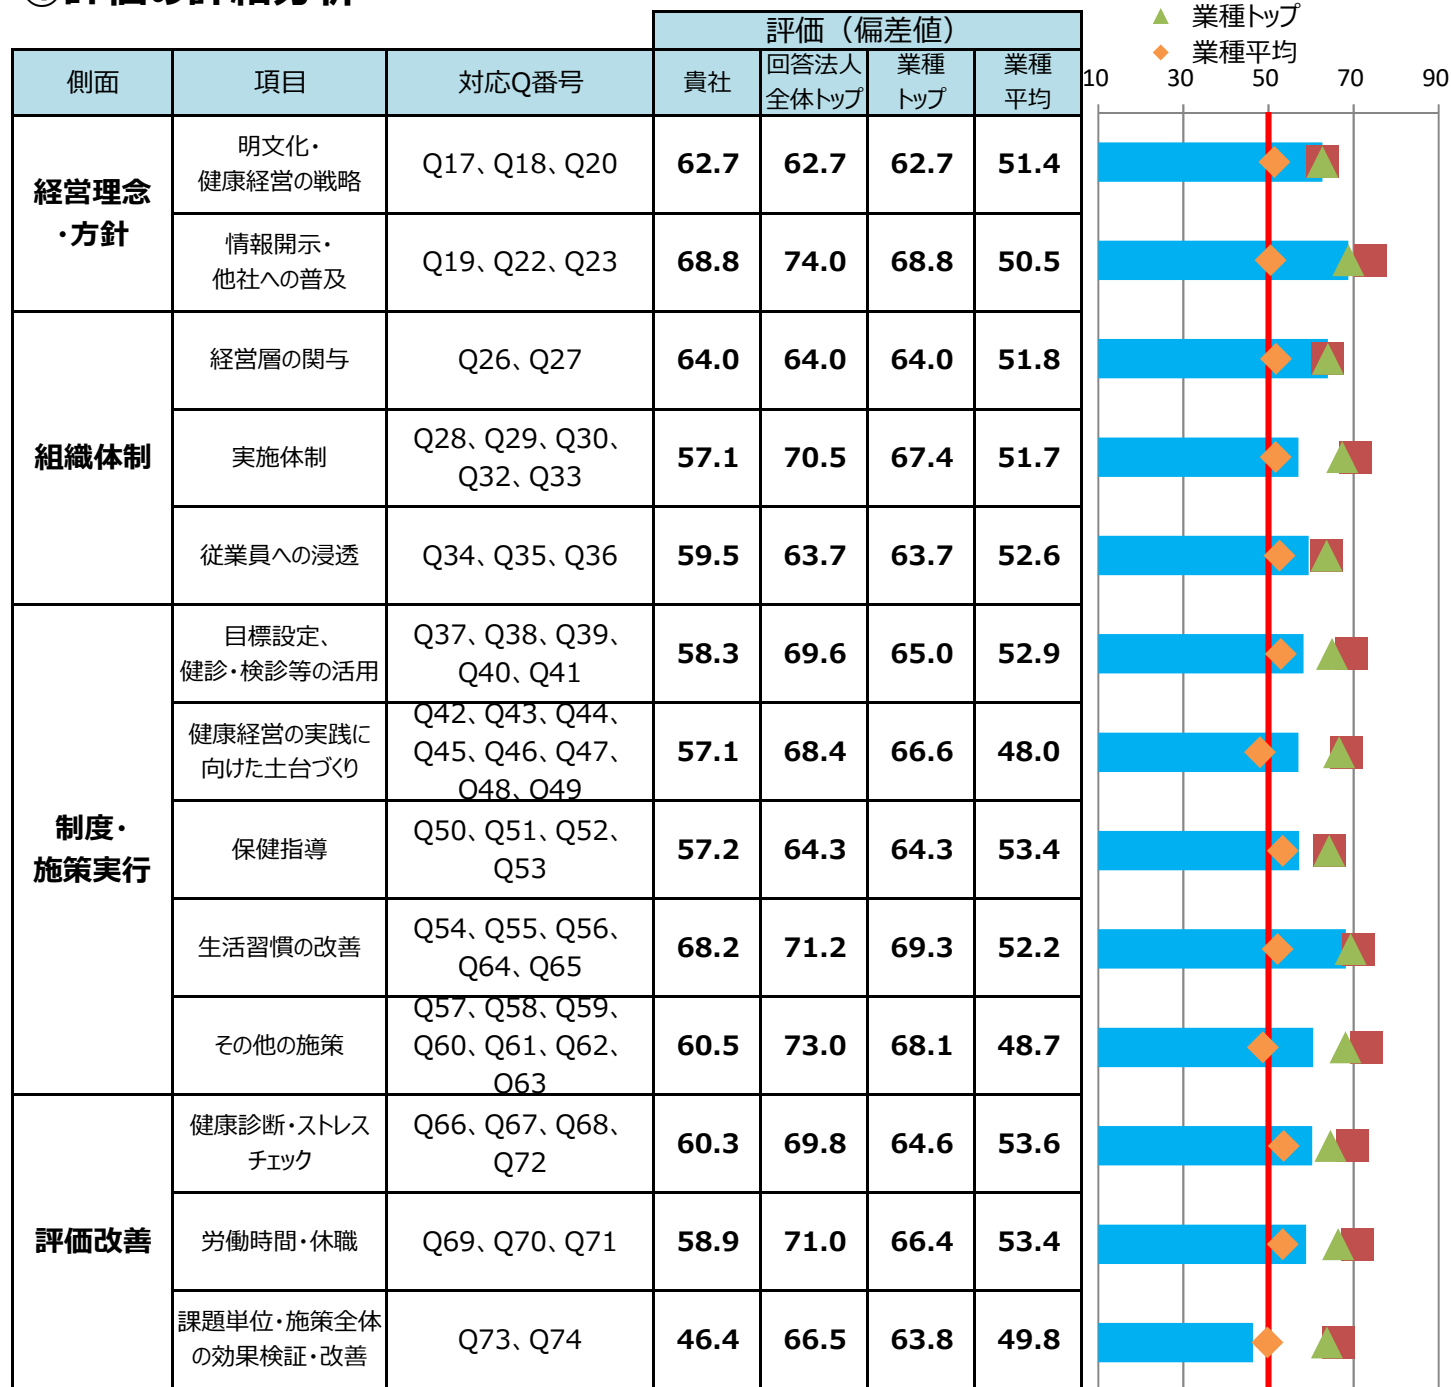 評価（偏差値）
▲ 業種トップ
◆ 業種平均
側面 項目 対応Q番号 貴社 回答法人 業種 業種
全体トップ トップ 平均
10 30 50 70 90
経営理念
・方針
明文化・
健康経営の戦略
Q17、Q18、Q20 62.7 62.7 62.7 51.4
情報開示・
他社への普及
Q19、Q22、Q23 68.8 74.0 68.8 50.5
組織体制
経営層の関与 Q26、Q27 64.0 64.0 64.0 51.8
実施体制
Q28、Q29、Q30、
Q32、Q33
57.1 70.5 67.4 51.7
従業員への浸透 Q34、Q35、Q36 59.5 63.7 63.7 52.6
制度・
施策実行
目標設定、
健診・検診等の活用
Q37、Q38、Q39、
Q40、Q41
58.3 69.6 65.0 52.9
健康経営の実践に
向けた土台づくり
Q42、Q43、Q44、
Q45、Q46、Q47、
Q48、Q49
57.1 68.4 66.6 48.0
保健指導
Q50、Q51、Q52、
Q53
57.2 64.3 64.3 53.4
生活習慣の改善
Q54、Q55、Q56、
Q64、Q65
68.2 71.2 69.3 52.2
その他の施策
Q57、Q58、Q59、
Q60、Q61、Q62、
Q63
60.5 73.0 68.1 48.7
評価改善
健康診断・ストレス
チェック
Q66、Q67、Q68、
Q72
60.3 69.8 64.6 53.6
労働時間・休職 Q69、Q70、Q71 58.9 71.0 66.4 53.4
課題単位・施策全体
の効果検証・改善
Q73、Q74 46.4 66.5 63.8 49.8